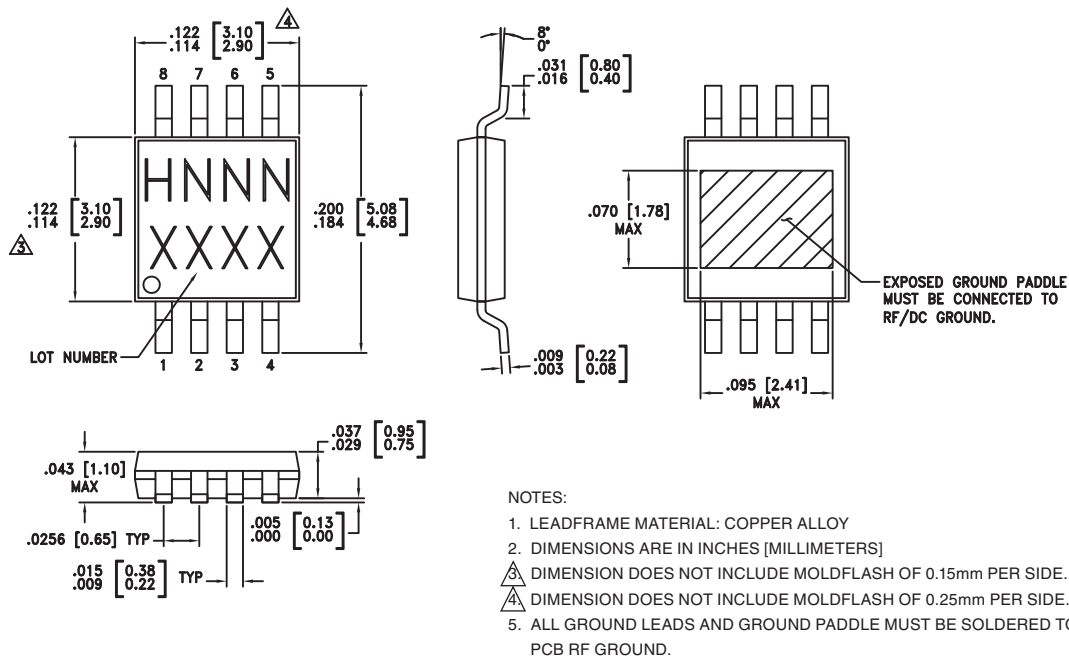 .122 [3.10]
.114 [2.90]
4
8 7 6 5
HNNN
XXXX
.122 [3.10]
.114 [2.90]
3
.200 [5.08]
.184 [4.68]
LOT NUMBER
1 2 3 4
8°
0°
.031 [0.80]
.016 [0.40]
.009 [0.22]
.003 [0.08]
.070 [1.78]
MAX
EXPOSED GROUND PADDLE
MUST BE CONNECTED TO
RF/DC GROUND.
.095 [2.41]
MAX
.037 [0.95]
.029 [0.75]
.043 [1.10]
MAX
.0256 [0.65] TYP
.005 [0.13]
.000 [0.00]
.015 [0.38] TYP
.009 [0.22]
NOTES:
1. LEADFRAME MATERIAL: COPPER ALLOY
2. DIMENSIONS ARE IN INCHES [MILLIMETERS]
3. DIMENSION DOES NOT INCLUDE MOLDFLASH OF 0.15mm PER SIDE.
4. DIMENSION DOES NOT INCLUDE MOLDFLASH OF 0.25mm PER SIDE.
5. ALL GROUND LEADS AND GROUND PADDLE MUST BE SOLDERED TO
PCB RF GROUND.